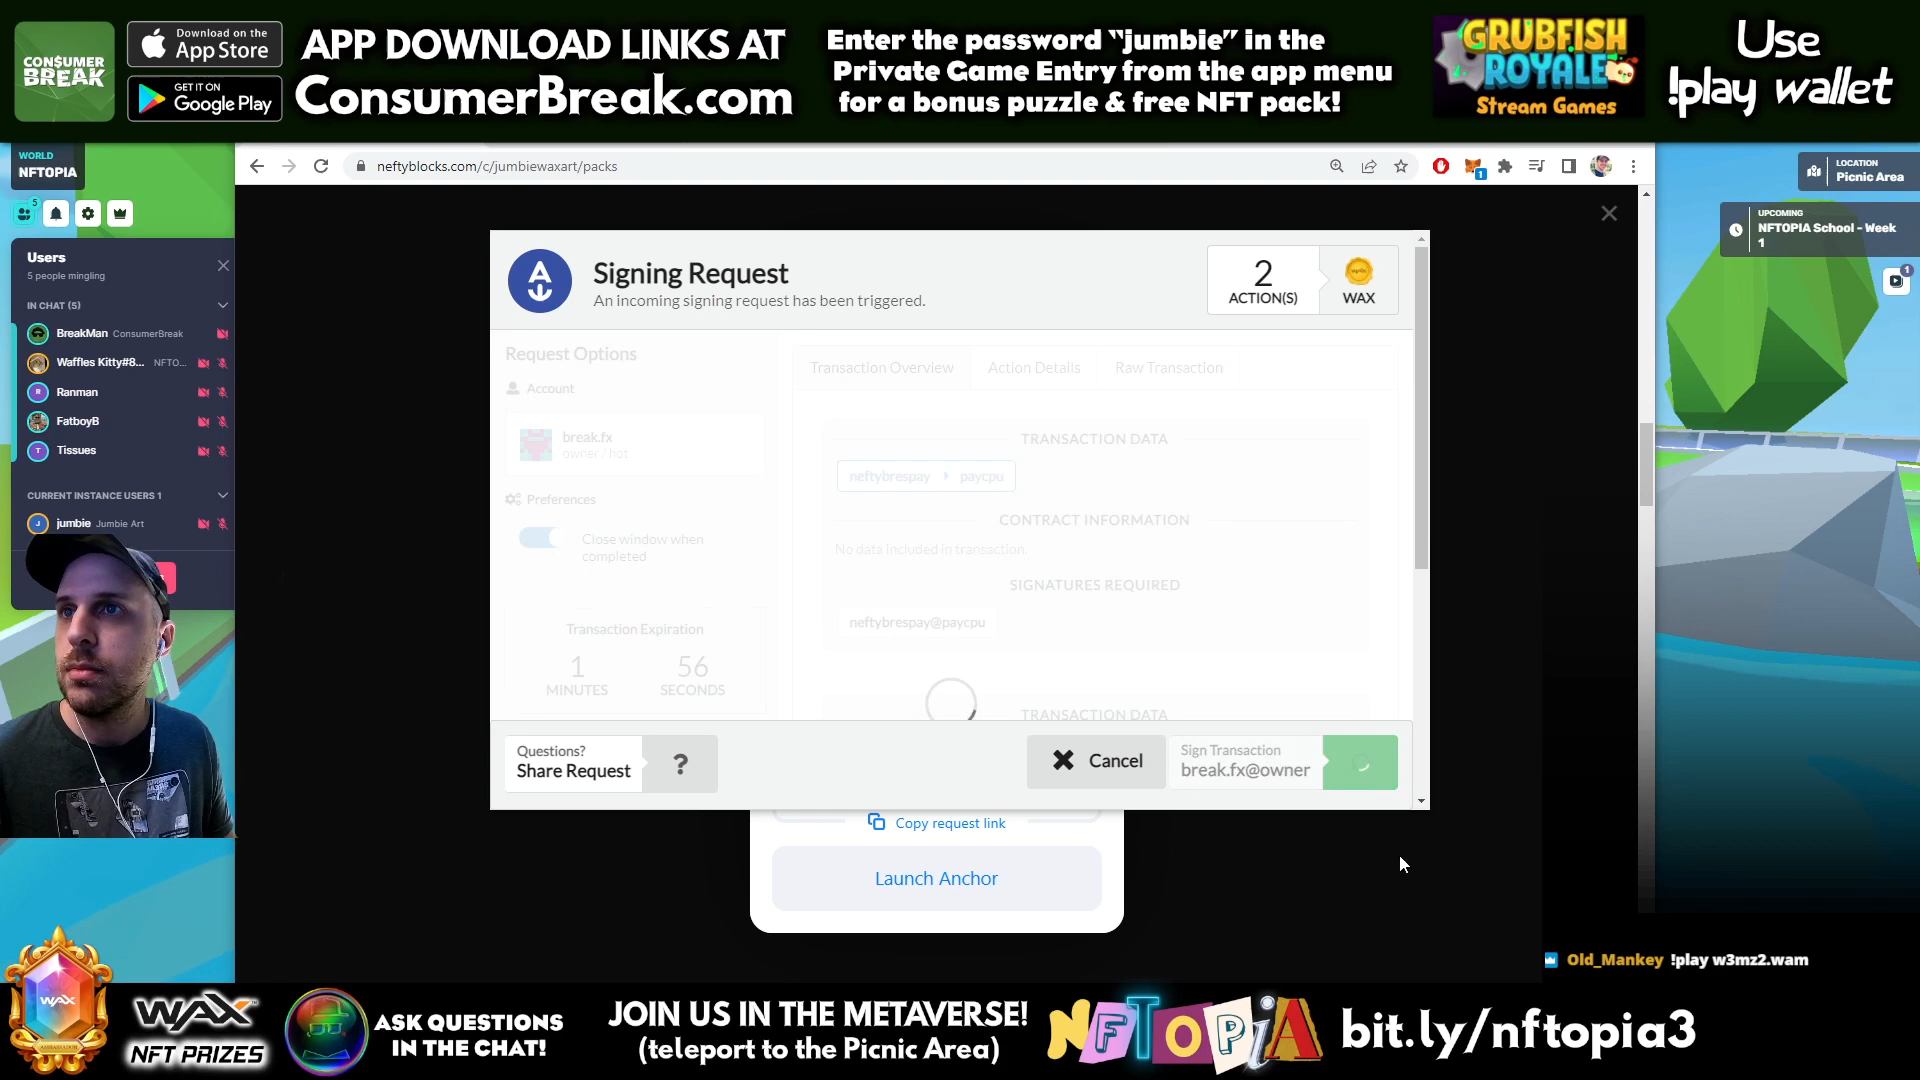 CON$UMER
BREAK
Download on the
App Store
GET IT ON
Google Play
APP DOWNLOAD LINKS AT
ConsumerBreak.com
Enter the password "jumbie" in the
Private Game Entry from the app menu
for a bonus puzzle & free NFT pack!
GRUBFISH
ROYALE
Stream Games
Use
!play wallet
WORLD
NFTOPIA
neftyblocks.com/c/jumbiewaxart/packs
1
LOCATION
Picnic Area
UPCOMING
NFTOPIA School - Week
1
1
5
Users
5 people mingling
IN CHAT (5)
BreakMan ConsumerBreak
Waffles Kitty#8... NFTO...
R Ranman
FatboyB
T Tissues
CURRENT INSTANCE USERS 1
J jumbie Jumbie Art
Signing Request
An incoming signing request has been triggered.
2
ACTION(S)
WAX
Request Options
Account
break.fx
owner / hot
Preferences
Close window when
completed
Transaction Expiration
1 56
MINUTES SECONDS
Transaction Overview Action Details Raw Transaction
TRANSACTION DATA
neftybrespay paycpu
CONTRACT INFORMATION
No data included in transaction.
SIGNATURES REQUIRED
neftybrespay@paycpu
TRANSACTION DATA
Questions?
Share Request
?
Cancel
Sign Transaction
break.fx@owner
Copy request link
Launch Anchor
Old_Mankey !play w3mz2.wam
WAX
AMBASSADOR
WAX
NFT PRIZES
ASK QUESTIONS
IN THE CHAT!
JOIN US IN THE METAVERSE!
(teleport to the Picnic Area)
NFTOPIA
bit.ly/nftopia3